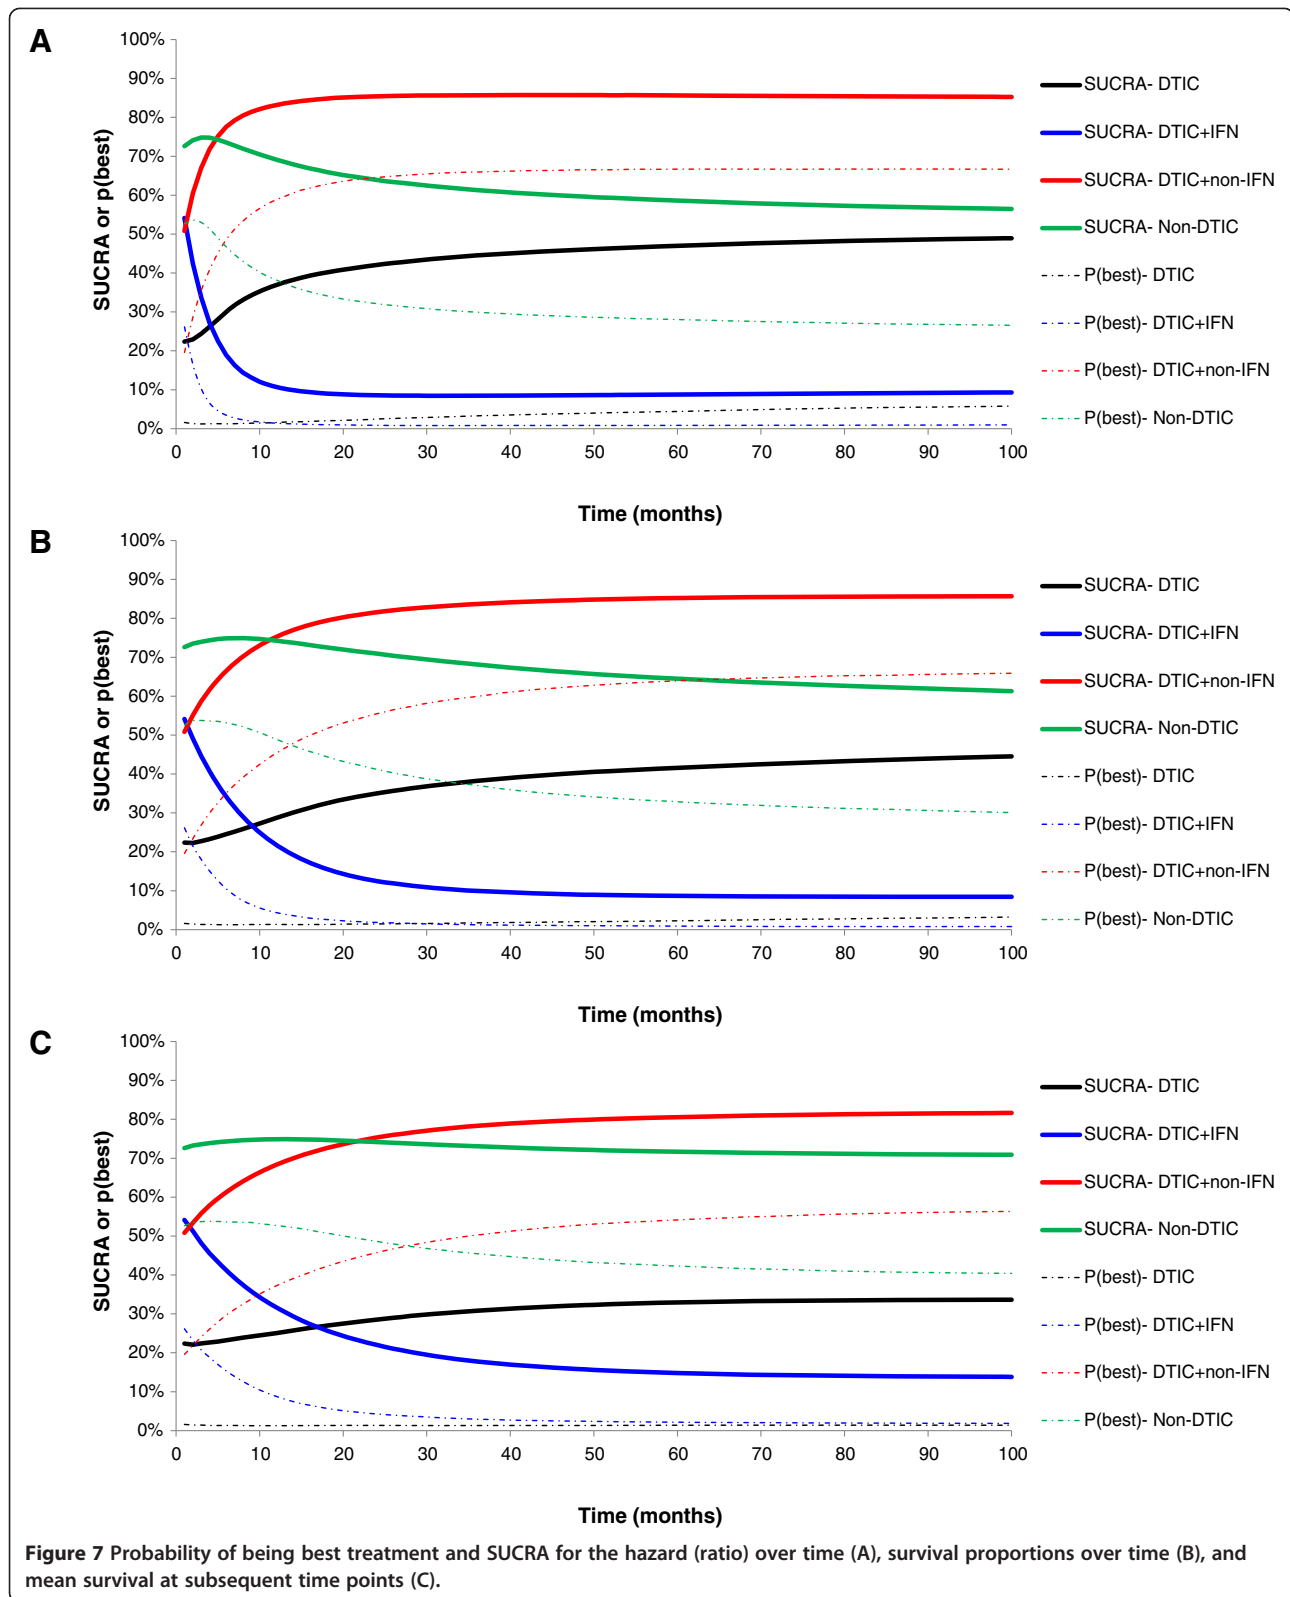 A
100%
90%
80%
70%
60%
50%
40%
30%
20%
10%
0%
SUCRA or p(best)
0 10 20 30 40 50 60 70 80 90 100
Time (months)
SUCRA- DTIC
SUCRA- DTIC+IFN
SUCRA- DTIC+non-IFN
SUCRA- Non-DTIC
P(best)- DTIC
P(best)- DTIC+IFN
P(best)- DTIC+non-IFN
P(best)- Non-DTIC
B
100%
90%
80%
70%
60%
50%
40%
30%
20%
10%
0%
SUCRA or p(best)
0 10 20 30 40 50 60 70 80 90 100
Time (months)
SUCRA- DTIC
SUCRA- DTIC+IFN
SUCRA- DTIC+non-IFN
SUCRA- Non-DTIC
P(best)- DTIC
P(best)- DTIC+IFN
P(best)- DTIC+non-IFN
P(best)- Non-DTIC
C
100%
90%
80%
70%
60%
50%
40%
30%
20%
10%
0%
SUCRA or p(best)
0 10 20 30 40 50 60 70 80 90 100
Time (months)
SUCRA- DTIC
SUCRA- DTIC+IFN
SUCRA- DTIC+non-IFN
SUCRA- Non-DTIC
P(best)- DTIC
P(best)- DTIC+IFN
P(best)- DTIC+non-IFN
P(best)- Non-DTIC
Figure 7 Probability of being best treatment and SUCRA for the hazard (ratio) over time (A), survival proportions over time (B), and
mean survival at subsequent time points (C).